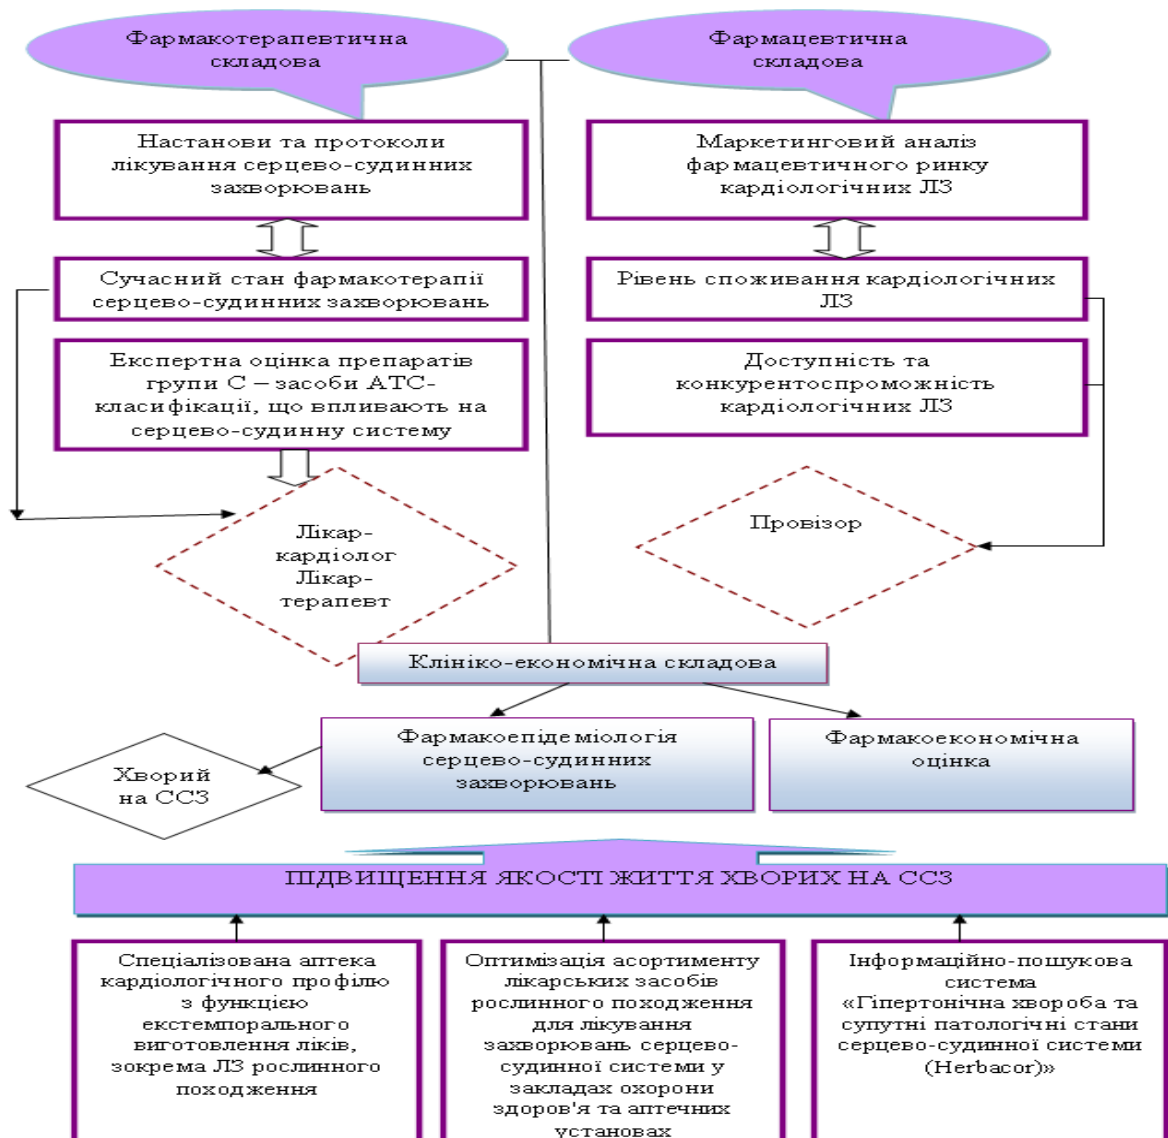 Фармакотерапевтична
складова
Фармацевтична
складова
Настанови та протоколи
лікування серцево-судинних
захворювань
Маркетинговий аналіз
фармацевтичного ринку
кардіологічних ЛЗ
Сучасний стан фармакотерапії
серцево-судинних захворювань
Рівень споживання кардіологічних
ЛЗ
Експертна оцінка препаратів
групи С – засоби АТС-
класифікації, що впливають на
серцево-судинну систему
Доступність та
конкурентоспроможність
кардіологічних ЛЗ
Лікар-
кардіолог
Лікар-
терапевт
Провізор
Клініко-економічна складова
Фармакоепідеміологія
серцево-судинних
захворювань
Фармакоекономічна
оцінка
Хворий
на ССЗ
ПІДВИЩЕННЯ ЯКОСТІ ЖИТТЯ ХВОРИХ НА ССЗ
Спеціалізована аптека
кардіологічного профілю
з функцією
екстемпорального
виготовлення ліків,
зокрема ЛЗ рослинного
походження
Оптимізація асортименту
лікарських засобів
рослинного походження
для лікування
захворювань серцево-
судинної системи у
закладах охорони
здоров'я та аптечних
установах
Інформаційно-пошукова
система
«Гіпертонічна хвороба та
супутні патологічні стани
серцево-судинної системи
(Herbacor)»